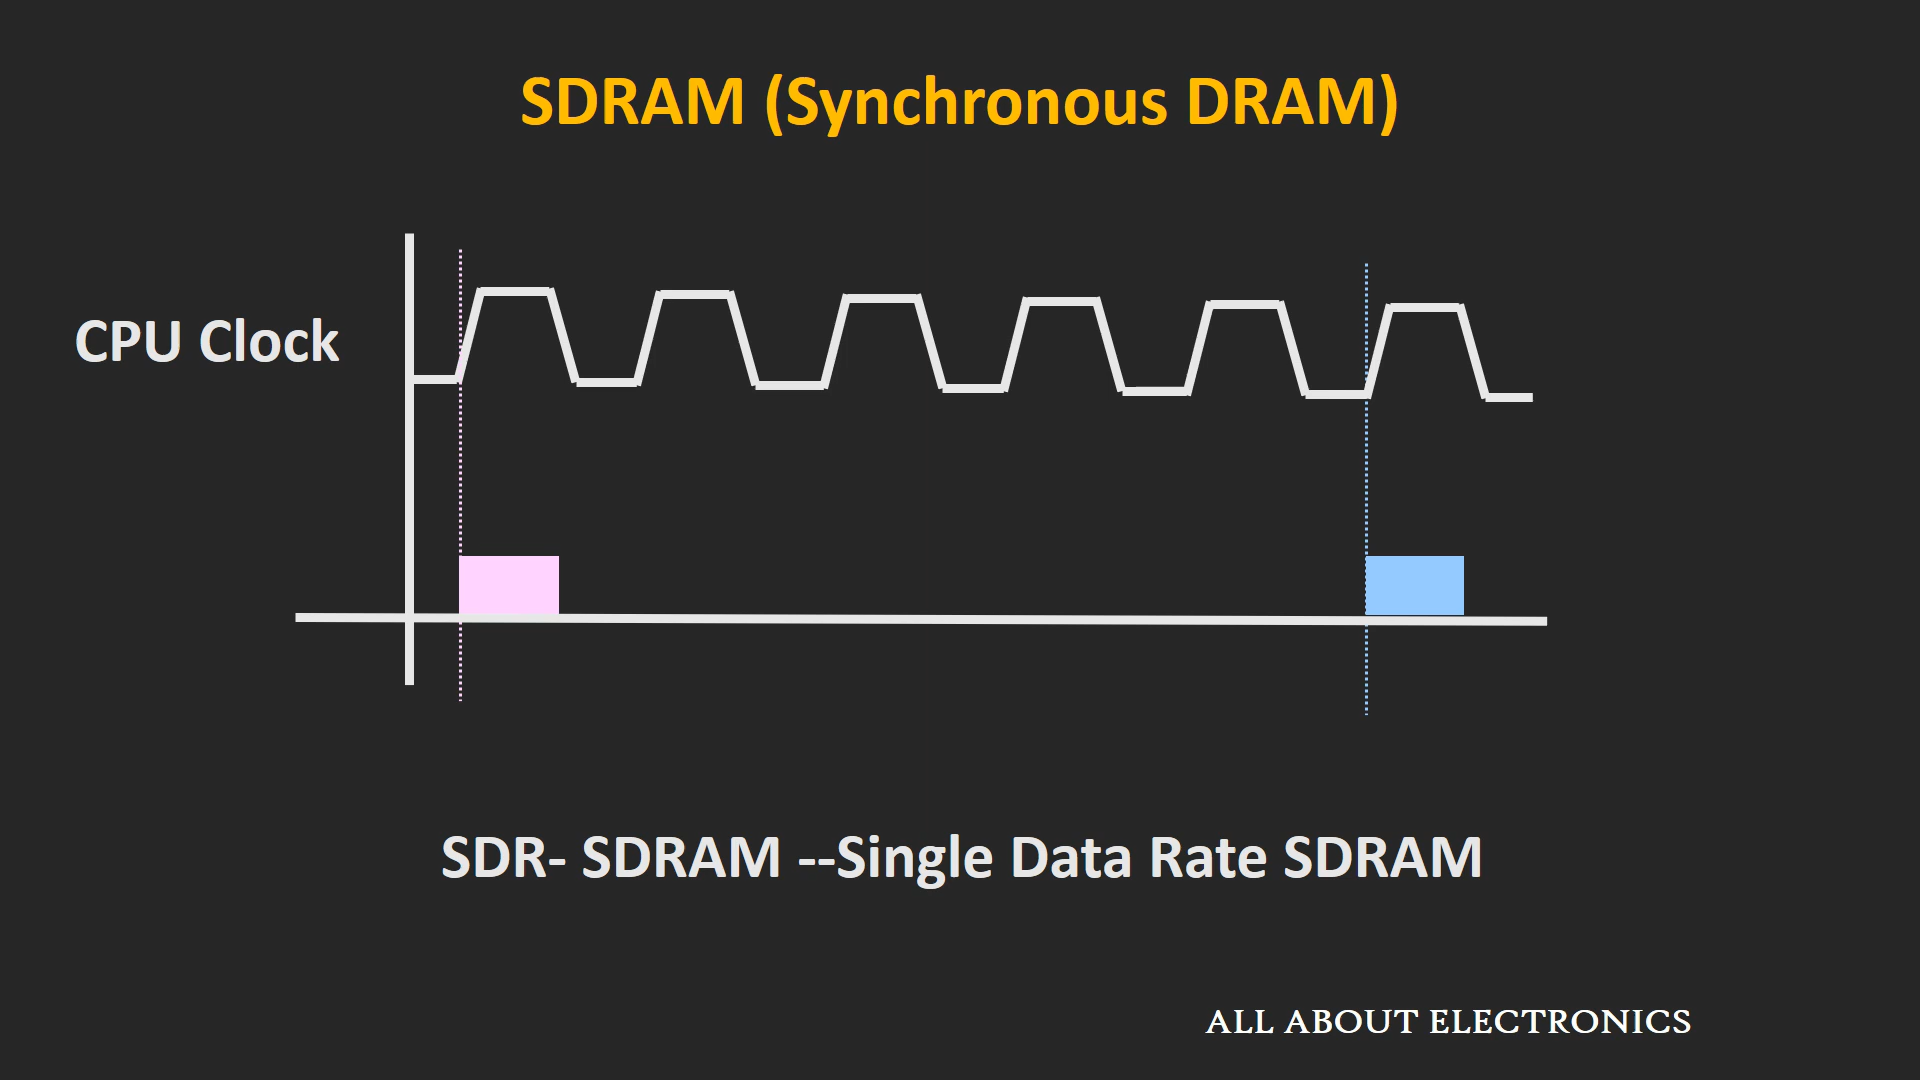 SDRAM (Synchronous DRAM)
CPU Clock
SDR- SDRAM --Single Data Rate SDRAM
ALL ABOUT ELECTRONICS